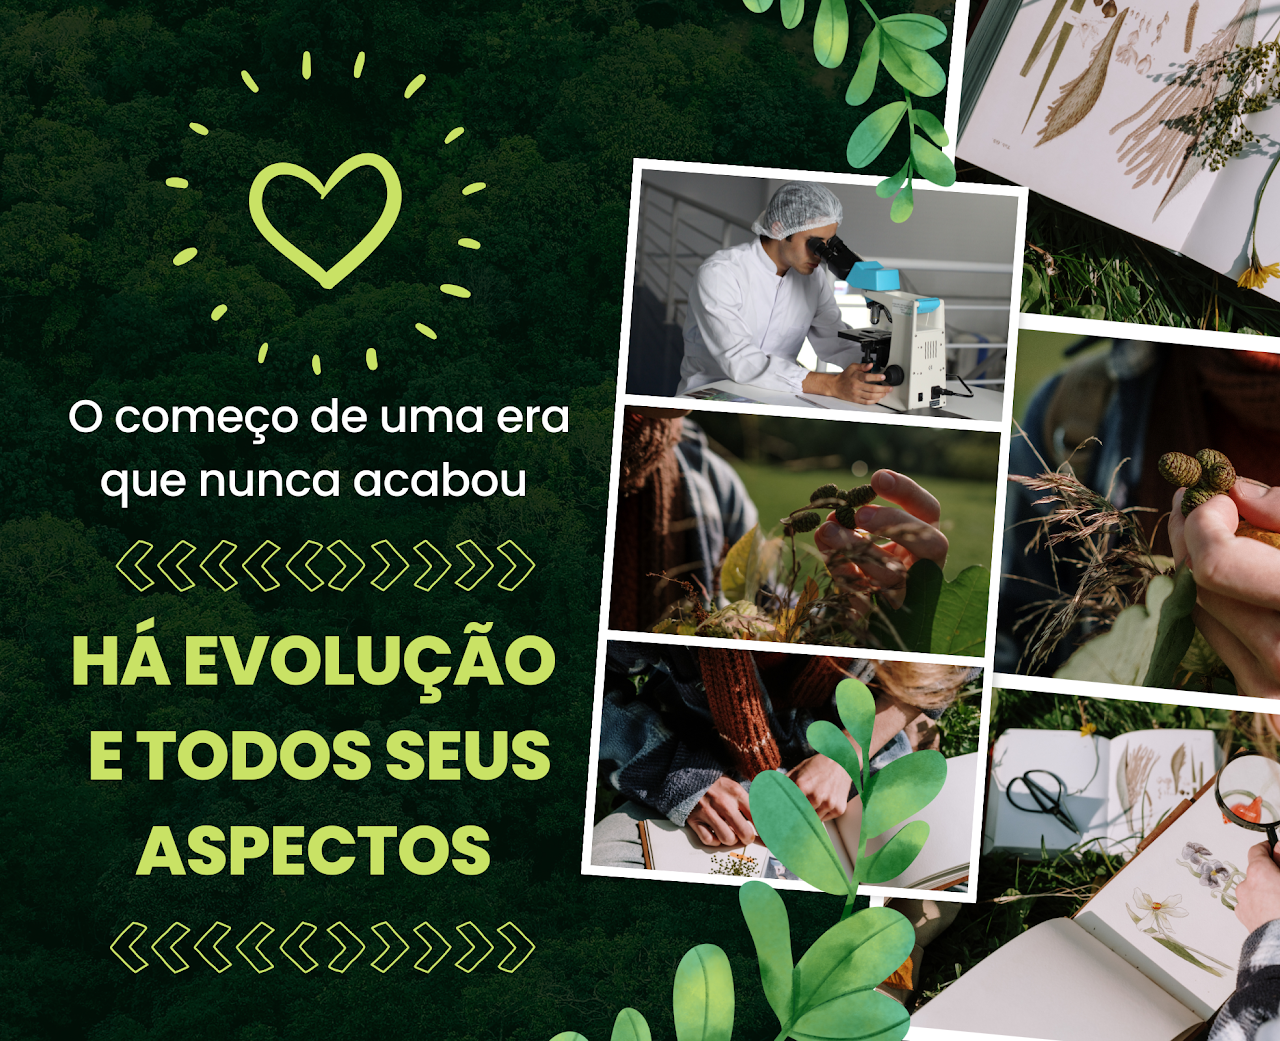 O começo de uma era
que nunca acabou
HÁ EVOLUÇÃO
E TODOS SEUS
ASPECTOS